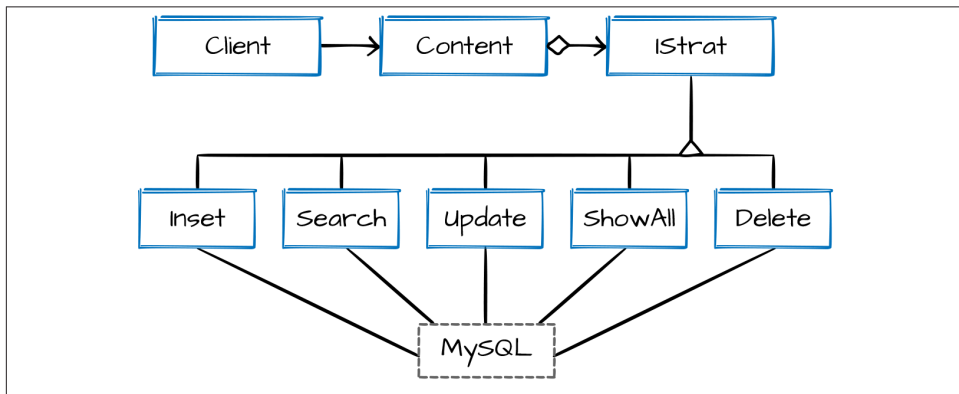 Client
Content
IStrat
Inset
Search
Update
ShowAll
Delete
MySQL